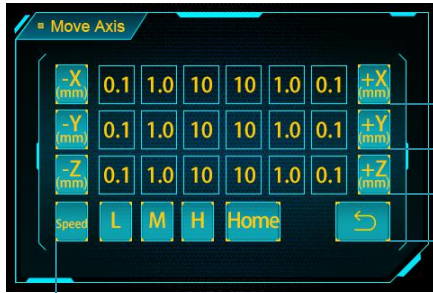 Move Axis
-X (mm) 0.1 1.0 10 10 1.0 0.1 +X (mm)
-Y (mm) 0.1 1.0 10 10 1.0 0.1 +Y (mm)
-Z (mm) 0.1 1.0 10 10 1.0 0.1 +Z (mm)
Speed L M H Home